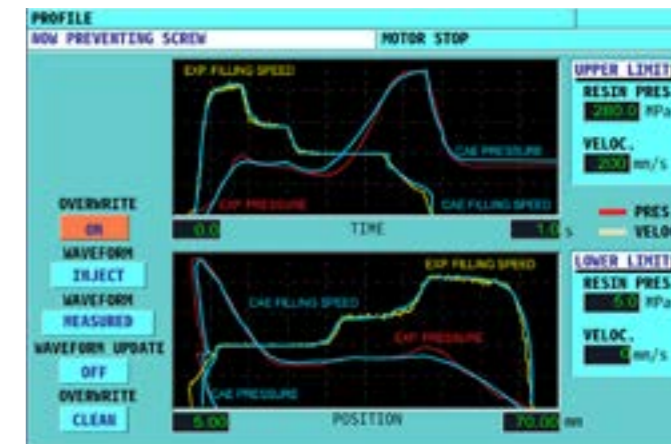 PROFILE
NOW PREVENTING SCREW
MOTOR STOP
EXP. FILLING SPEED
CAE PRESSURE
EXP. PRESSURE
CAE FILLING SPEED
0.0
TIME
1.0 s
UPPER LIMIT
RESIN PRES
280.0 MPa
VELOC.
200 mm/s
PRES
VELO
OVERWRITE
ON
WAVEFORM
INJECT
WAVEFORM
MEASURED
WAVEFORM UPDATE
OFF
OVERWRITE
CLEAN
EXP. FILLING SPEED
CAE FILLING SPEED
EXP. PRESSURE
CAE PRESSURE
5.00
POSITION
70.00 mm
LOWER LIMIT
RESIN PRES
5.0 MPa
VELOC.
0 mm/s